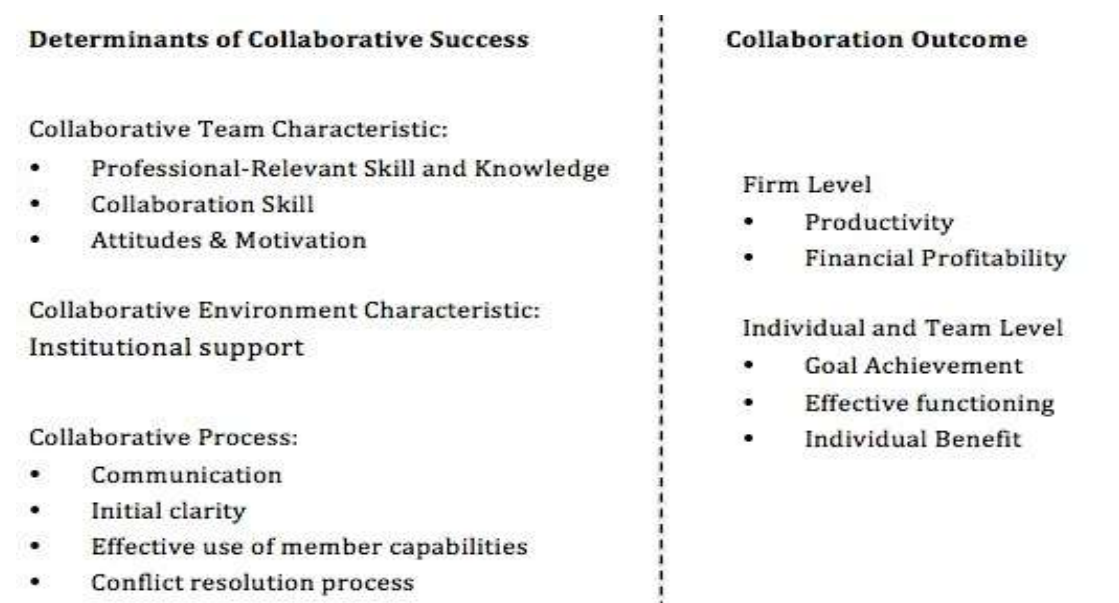 Determinants of Collaborative Success
Collaborative Team Characteristic:
• Professional-Relevant Skill and Knowledge
• Collaboration Skill
• Attitudes & Motivation
Collaborative Environment Characteristic:
Institutional support
Collaborative Process:
• Communication
• Initial clarity
• Effective use of member capabilities
• Conflict resolution process
Collaboration Outcome
Firm Level
• Productivity
• Financial Profitability
Individual and Team Level
• Goal Achievement
• Effective functioning
• Individual Benefit